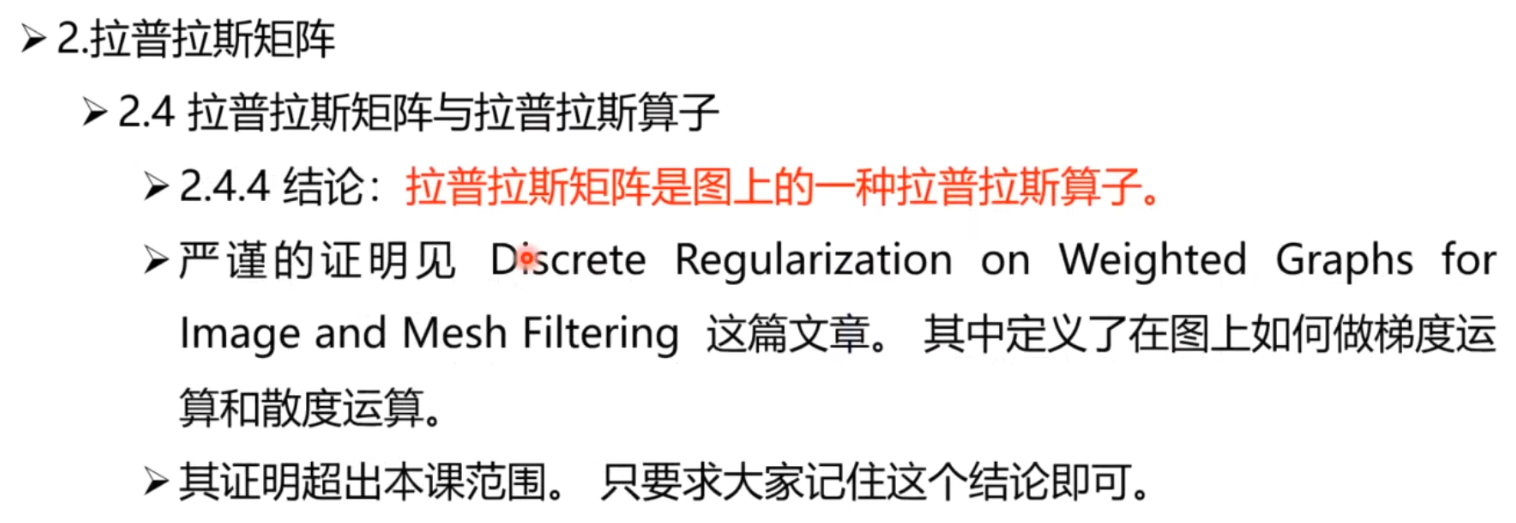 ➢ 2.拉普拉斯矩阵
➢ 2.4 拉普拉斯矩阵与拉普拉斯算子
➢ 2.4.4 结论：拉普拉斯矩阵是图上的一种拉普拉斯算子。
➢ 严谨的证明见 Discrete Regularization on Weighted Graphs for
Image and Mesh Filtering 这篇文章。 其中定义了在图上如何做梯度运
算和散度运算。
➢ 其证明超出本课范围。 只要求大家记住这个结论即可。